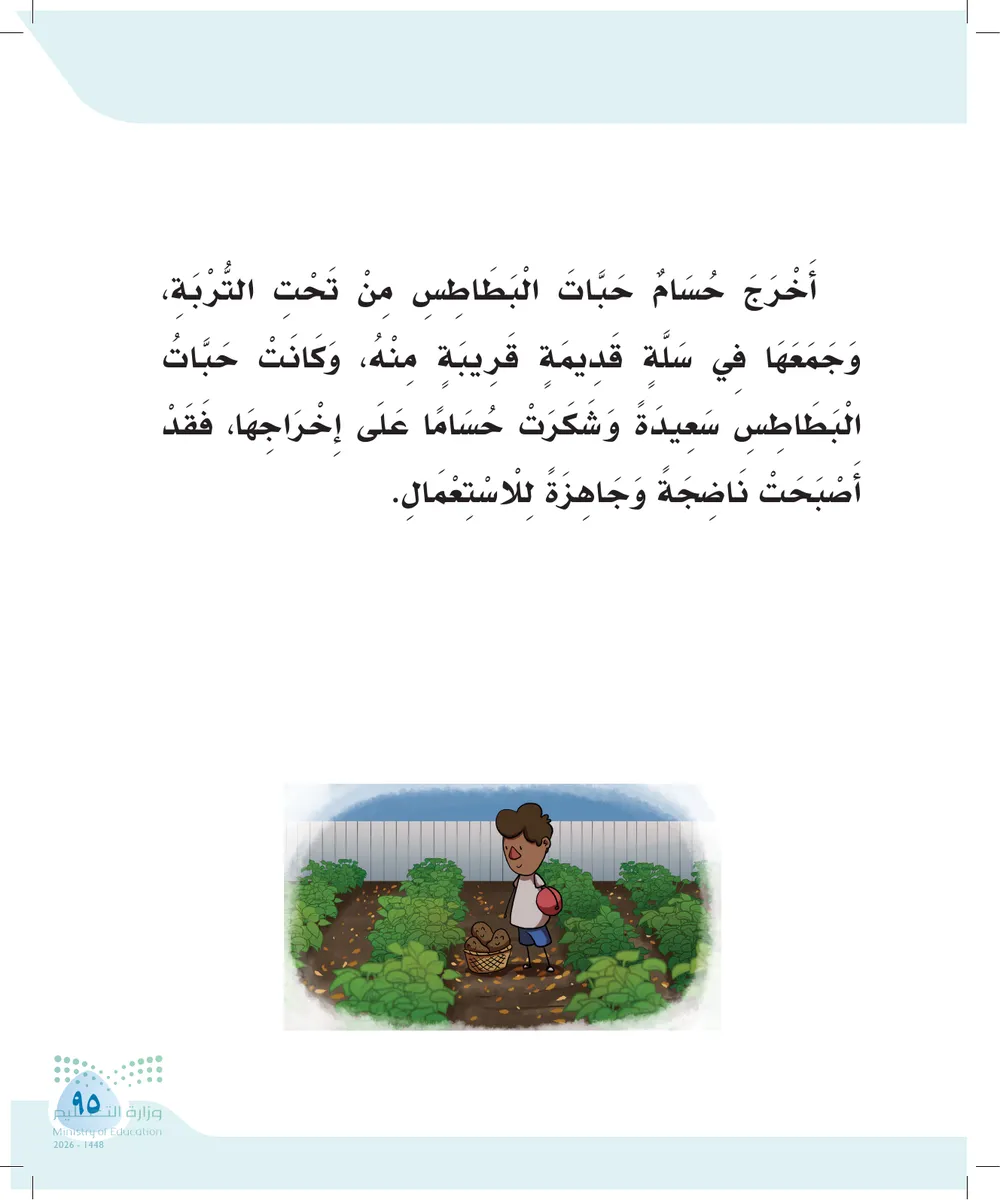 أَخْرَجَ حُسَامٌ حَبَّاتَ الْبَطَاطِسِ مِنْ تَحْتِ التُّرْبَةِ،
وَجَمَعَهَا فِي سَلَّةٍ قَدِيمَةٍ قَرِيبَةٍ مِنْهُ، وَكَانَتْ حَبَّاتُ
الْبَطَاطِسِ سَعِيدَةً وَشَكَرَتْ حُسَامًا عَلَى إِخْرَاجِهَا، فَقَدْ
أَصْبَحَتْ نَاضِجَةً وَجَاهِزَةً لِلْاسْتِعْمَالِ.
٩٥
وزارة التعليم
Ministry of Education
2026 - 1448